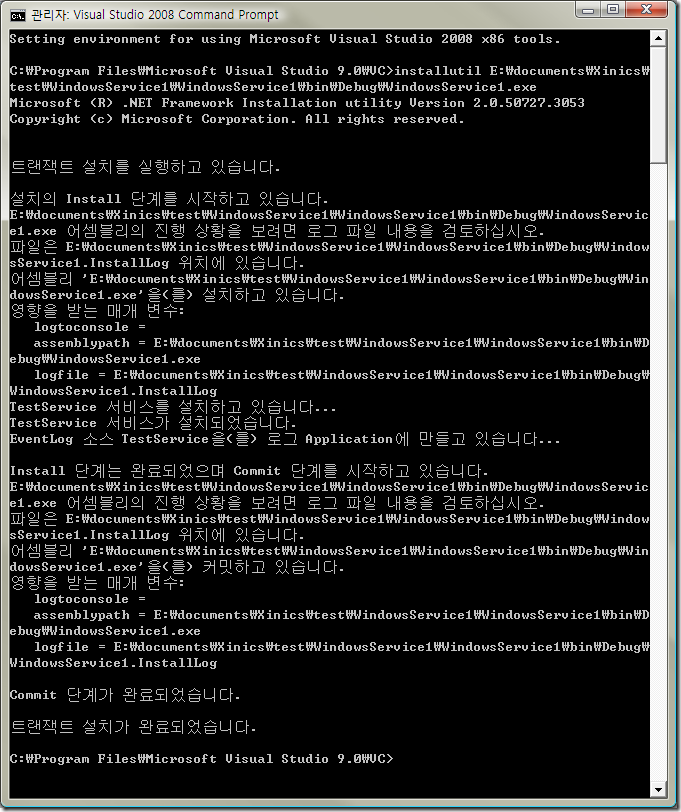 관리자: Visual Studio 2008 Command Prompt
Setting environment for using Microsoft Visual Studio 2008 x86 tools.
C:₩Program Files₩Microsoft Visual Studio 9.0₩VC>installutil E:₩documents₩Xinics₩
test₩WindowsService1₩WindowsService1₩bin₩Debug₩WindowsService1.exe
Microsoft (R) .NET Framework Installation utility Version 2.0.50727.3053
Copyright (c) Microsoft Corporation. All rights reserved.
트랜잭트 설치를 실행하고 있습니다.
설치의 Install 단계를 시작하고 있습니다.
E:₩documents₩Xinics₩test₩WindowsService1₩WindowsService1₩bin₩Debug₩WindowsServic
e1.exe 어셈블리의 진행 상황을 보려면 로그 파일 내용을 검토하십시오.
파일은 E:₩documents₩Xinics₩test₩WindowsService1₩WindowsService1₩bin₩Debug₩Window
sService1.InstallLog 위치에 있습니다.
어셈블리 'E:₩documents₩Xinics₩test₩WindowsService1₩WindowsService1₩bin₩Debug₩Win
dowsService1.exe'을(를) 설치하고 있습니다.
영향을 받는 매개 변수:
logtoconsole =
assemblypath = E:₩documents₩Xinics₩test₩WindowsService1₩WindowsService1₩bin₩D
ebug₩WindowsService1.exe
logfile = E:₩documents₩Xinics₩test₩WindowsService1₩WindowsService1₩bin₩Debug₩
WindowsService1.InstallLog
TestService 서비스를 설치하고 있습니다...
TestService 서비스가 설치되었습니다.
EventLog 소스 TestService을(를) 로그 Application에 만들고 있습니다...
Install 단계는 완료되었으며 Commit 단계를 시작하고 있습니다.
E:₩documents₩Xinics₩test₩WindowsService1₩WindowsService1₩bin₩Debug₩WindowsServic
e1.exe 어셈블리의 진행 상황을 보려면 로그 파일 내용을 검토하십시오.
파일은 E:₩documents₩Xinics₩test₩WindowsService1₩WindowsService1₩bin₩Debug₩Window
sService1.InstallLog 위치에 있습니다.
어셈블리 'E:₩documents₩Xinics₩test₩WindowsService1₩WindowsService1₩bin₩Debug₩Win
dowsService1.exe'을(를) 커밋하고 있습니다.
영향을 받는 매개 변수:
logtoconsole =
assemblypath = E:₩documents₩Xinics₩test₩WindowsService1₩WindowsService1₩bin₩D
ebug₩WindowsService1.exe
logfile = E:₩documents₩Xinics₩test₩WindowsService1₩WindowsService1₩bin₩Debug₩
WindowsService1.InstallLog
Commit 단계가 완료되었습니다.
트랜잭트 설치가 완료되었습니다.
C:₩Program Files₩Microsoft Visual Studio 9.0₩VC>